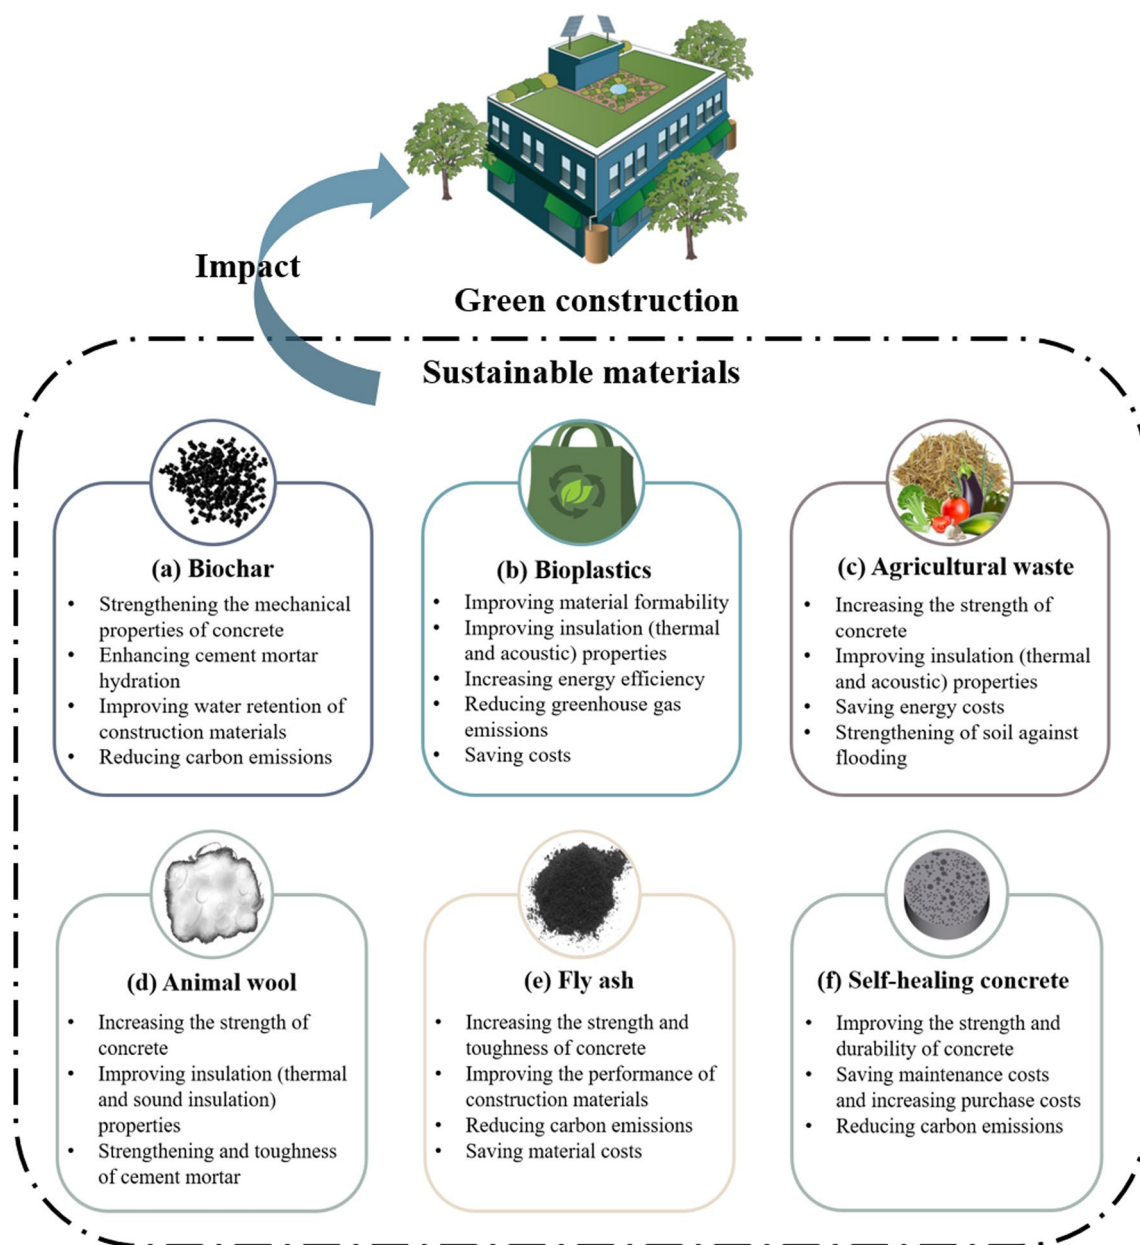 Impact
Green construction
Sustainable materials
(a) Biochar
• Strengthening the mechanical
properties of concrete
• Enhancing cement mortar
hydration
• Improving water retention of
construction materials
• Reducing carbon emissions
(b) Bioplastics
• Improving material formability
• Improving insulation (thermal
and acoustic) properties
• Increasing energy efficiency
• Reducing greenhouse gas
emissions
• Saving costs
(c) Agricultural waste
• Increasing the strength of
concrete
• Improving insulation (thermal
and acoustic) properties
• Saving energy costs
• Strengthening of soil against
flooding
(d) Animal wool
• Increasing the strength of
concrete
• Improving insulation (thermal
and sound insulation)
properties
• Strengthening and toughness
of cement mortar
(e) Fly ash
• Increasing the strength and
toughness of concrete
• Improving the performance of
construction materials
• Reducing carbon emissions
• Saving material costs
(f) Self-healing concrete
• Improving the strength and
durability of concrete
• Saving maintenance costs
and increasing purchase costs
• Reducing carbon emissions